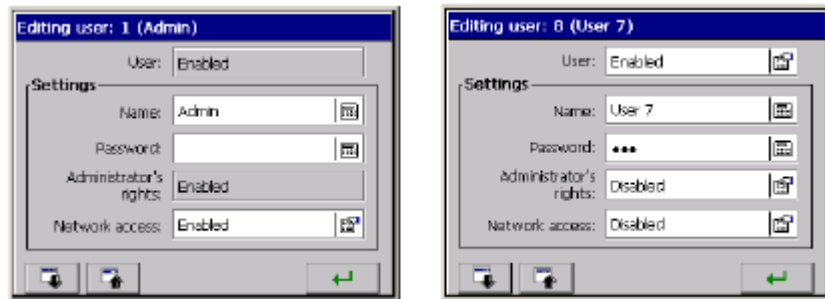 Editing user: 1 (Admin)
User: Enabled
Settings
Name: Admin
Password:
Administrator's
rights: Enabled
Network access: Enabled
Editing user: 8 (User 7)
User: Enabled
Settings
Name: User 7
Password: •••
Administrator's
rights: Disabled
Network access: Disabled